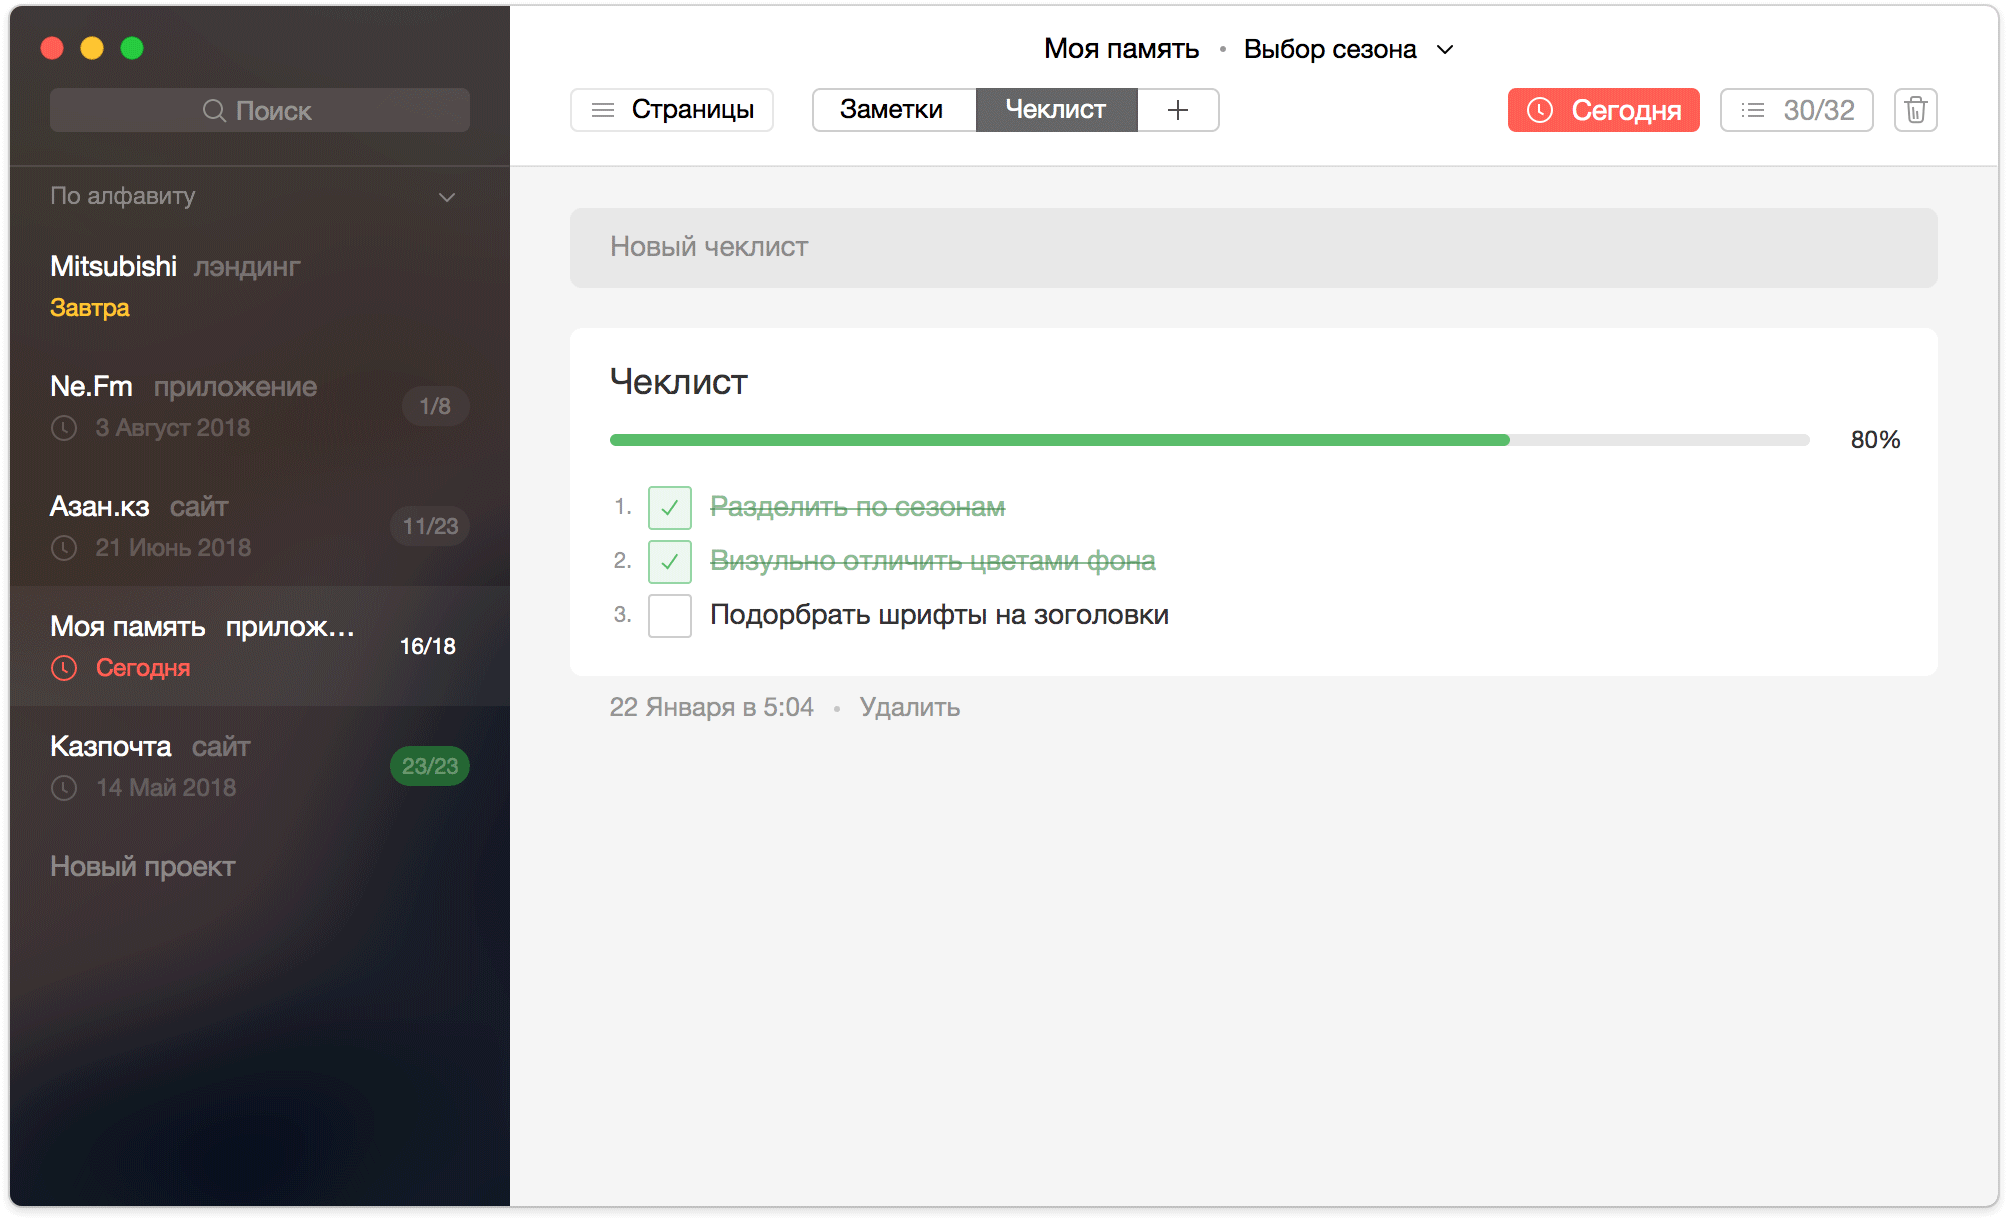 Поиск
По алфавиту
Mitsubishi лэндинг
Завтра
Ne.Fm приложение
3 Август 2018
1/8
Азан.кз сайт
21 Июнь 2018
11/23
Моя память прилож...
Сегодня
16/18
Казпочта сайт
14 Май 2018
23/23
Новый проект
Моя память • Выбор сезона
Страницы
Заметки Чеклист +
Сегодня
30/32
Новый чеклист
Чеклист
80%
1. Разделить по сезонам
2. Визульно отличить цветами фона
3. Подорбрать шрифты на зоголовки
22 Января в 5:04 • Удалить